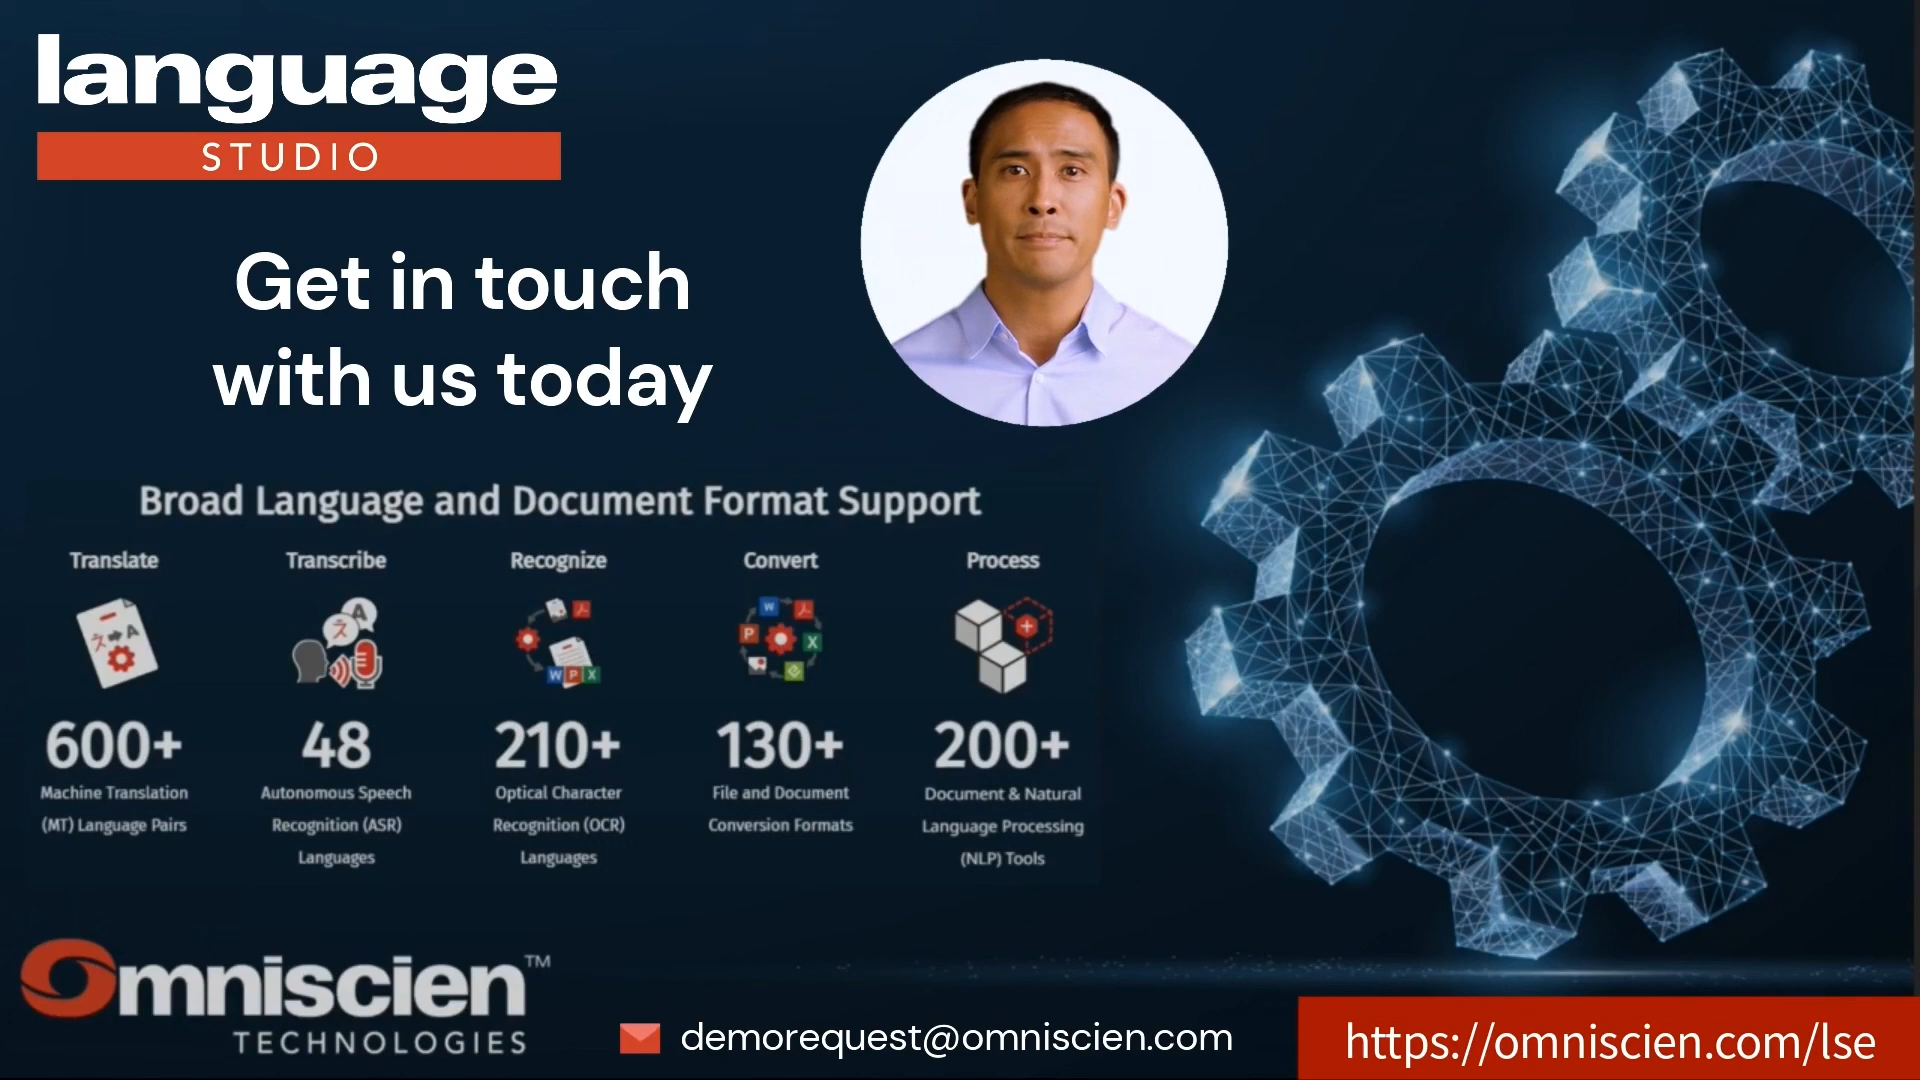 language
STUDIO
Get in touch
with us today
Broad Language and Document Format Support
Translate
Transcribe
Recognize
Convert
Process
600+
48
210+
130+
200+
Machine Translation
(MT) Language Pairs
Autonomous Speech
Recognition (ASR)
Languages
Optical Character
Recognition (OCR)
Languages
File and Document
Conversion Formats
Document & Natural
Language Processing
(NLP) Tools
Omniscien™
TECHNOLOGIES
demorequest@omniscien.com
https://omniscien.com/lse